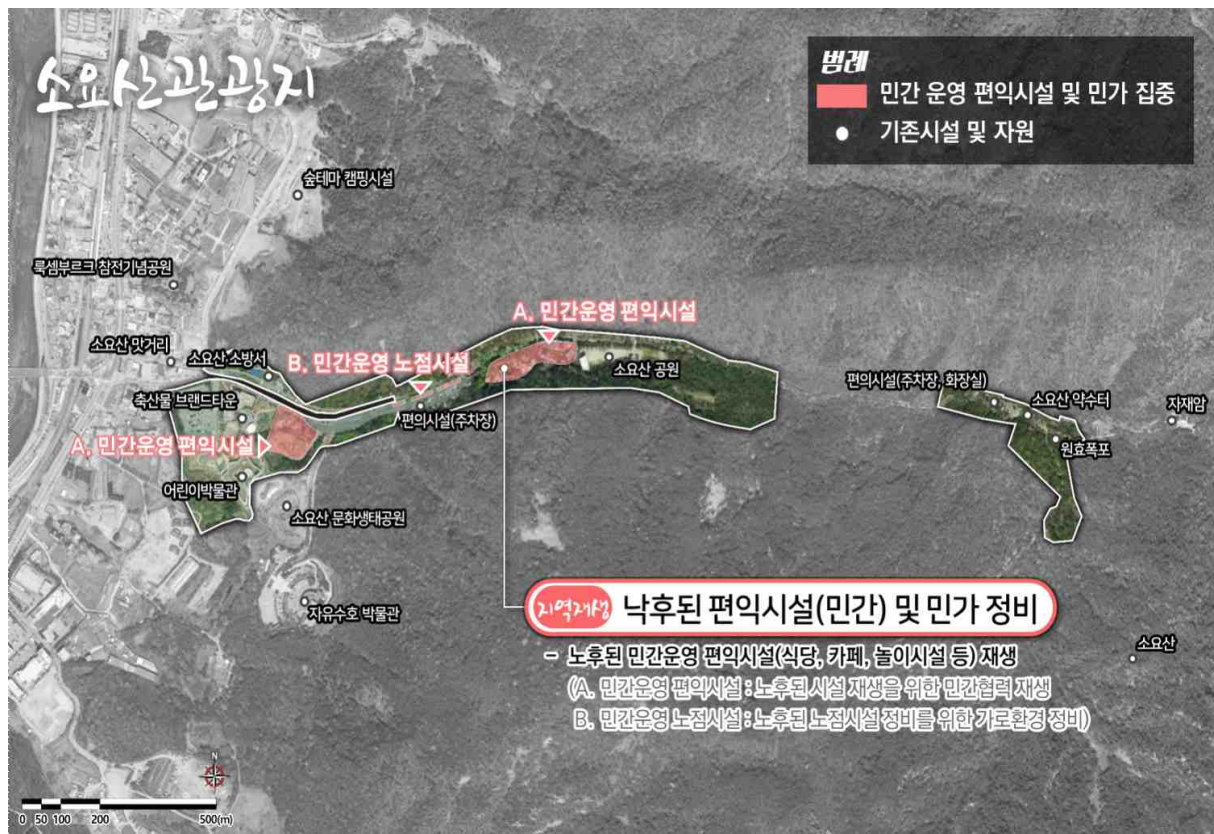 소요산관광지
범례
민간 운영 편익시설 및 민가 집중
기존시설 및 자원
숲테마 캠핑시설
룩셈부르크 참전기념공원
A. 민간운영 편익시설
소요산 맛거리
소요산 소방서
B. 민간운영 노점시설
소요산 공원
편의시설(주차장, 화장실)
소요산 약수터
자재암
축산물 브랜드타운
편의시설(주차장)
A. 민간운영 편익시설
원효폭포
어린이박물관
소요산 문화생태공원
자유수호 박물관
지역재생 낙후된 편익시설(민간) 및 민가 정비
소요산
- 노후된 민간운영 편익시설(식당, 카페, 놀이시설 등) 재생
(A. 민간운영 편익시설 : 노후된 시설 재생을 위한 민간협력 재생
B. 민간운영 노점시설 : 노후된 노점시설 정비를 위한 가로환경 정비)
N
0 50 100 200 500(m)